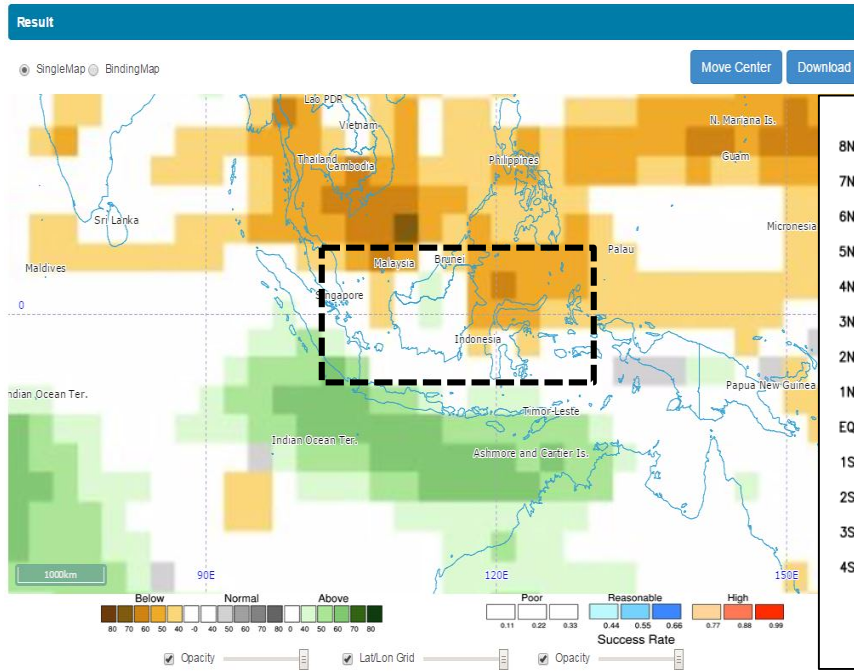 Result
SingleMap BindingMap
Move Center Download
Lao PDR
Vietnam
N. Mariana Is.
8N
Thailand
Cambodia
Philippines
Guam
7N
Sri Lanka
Micronesia
6N
Palau
5N
Maldives
Malaysia
Brunei
4N
0
Singapore
3N
Indonesia
2N
ndian Ocean Ter.
Papua New Guinea
1N
Timor-Leste
EQ
Indian Ocean Ter.
Ashmore and Cartier Is.
1S
2S
3S
1000km
90E
120E
150E
4S
Below Normal Above
80 70 60 50 40 -0 40 50 60 70 80 0 40 50 60 70 80
Poor Reasonable High
0.11 0.22 0.33 0.44 0.55 0.66 0.77 0.88 0.99
Success Rate
Opacity Lat/Lon Grid Opacity